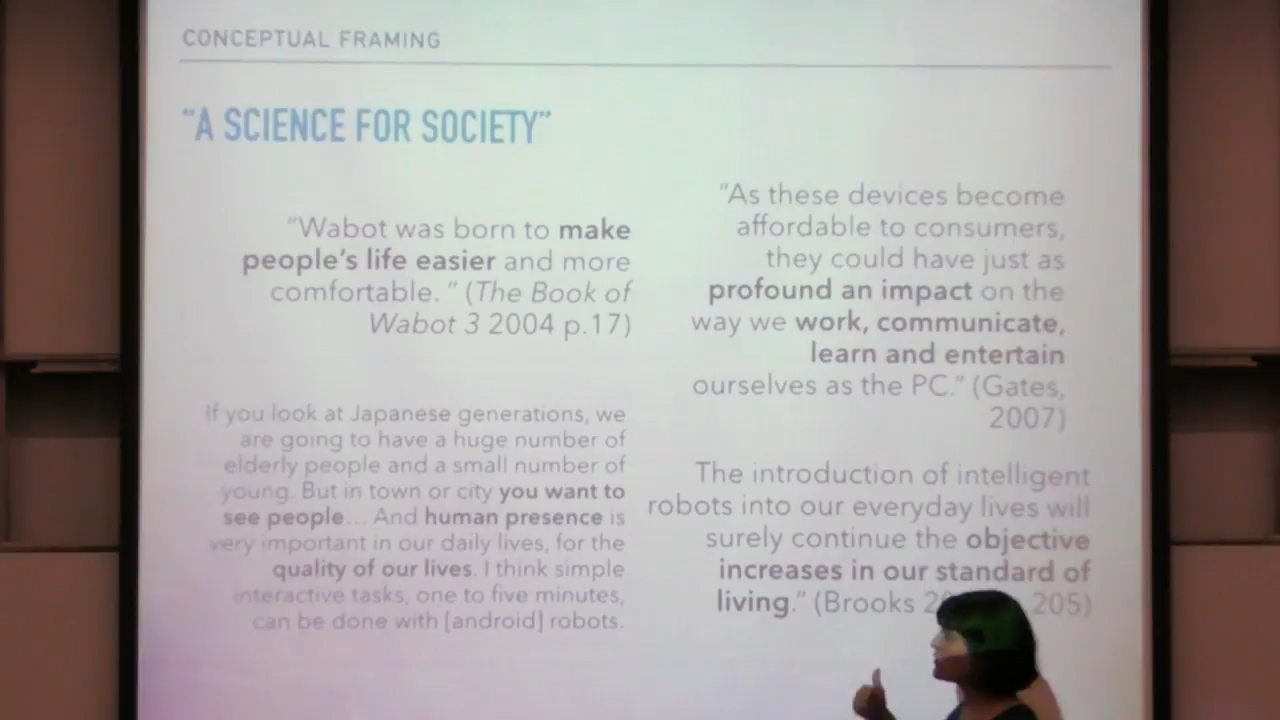 CONCEPTUAL FRAMING
“A SCIENCE FOR SOCIETY”
“Wabot was born to make
people’s life easier and more
comfortable. ” (The Book of
Wabot 3 2004 p.17)
If you look at Japanese generations, we
are going to have a huge number of
elderly people and a small number of
young. But in town or city you want to
see people… And human presence is
very important in our daily lives, for the
quality of our lives. I think simple
interactive tasks, one to five minutes,
can be done with [android] robots.
“As these devices become
affordable to consumers,
they could have just as
profound an impact on the
way we work, communicate,
learn and entertain
ourselves as the PC.” (Gates,
2007)
The introduction of intelligent
robots into our everyday lives will
surely continue the objective
increases in our standard of
living.” (Brooks 205)